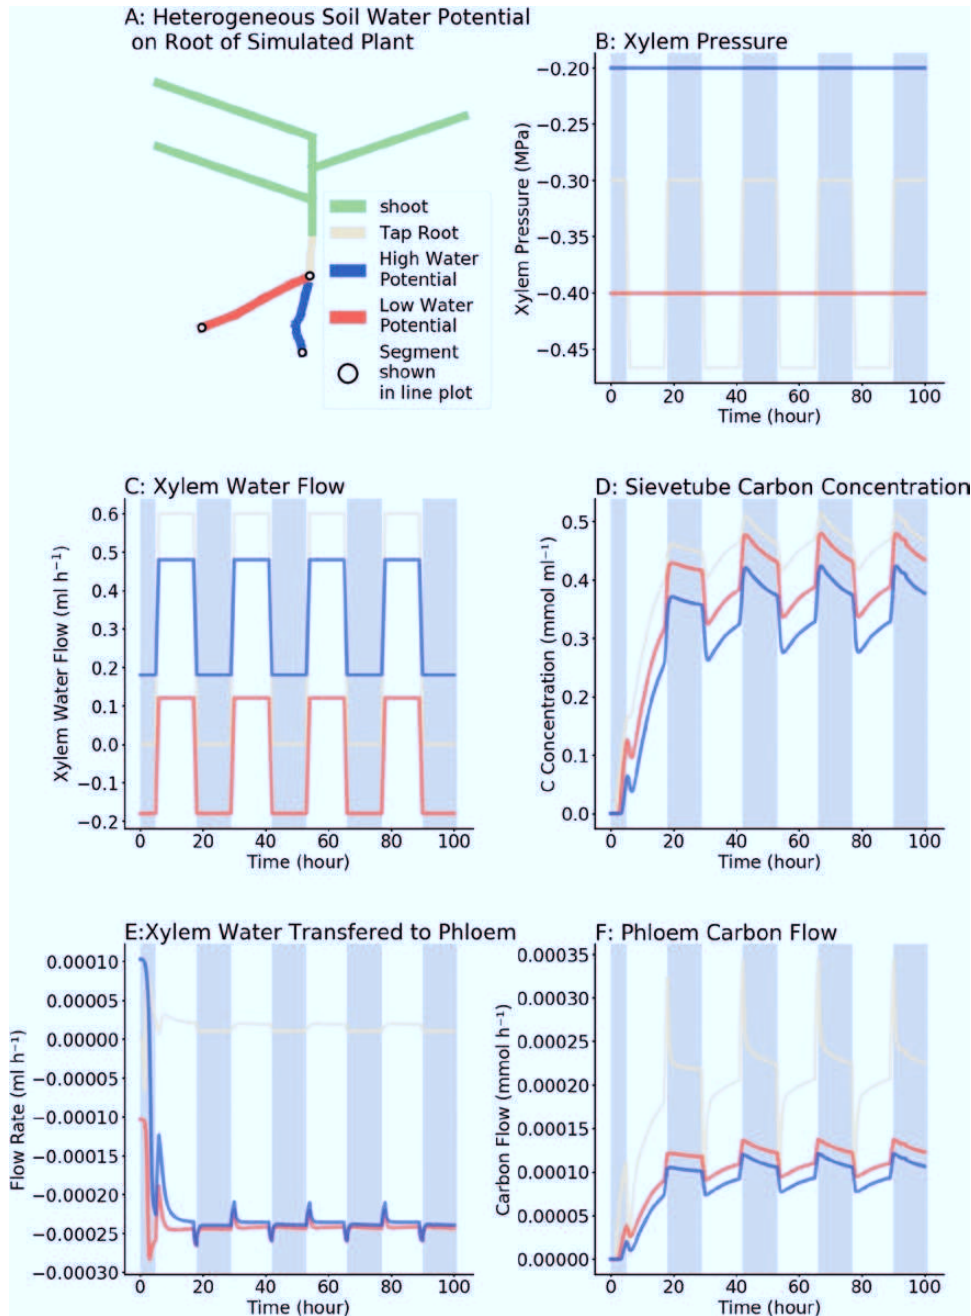 A: Heterogeneous Soil Water Potential
on Root of Simulated Plant
shoot
Tap Root
High Water
Potential
Low Water
Potential
Segment
shown
in line plot
B: Xylem Pressure
Xylem Pressure (MPa)
−0.20
−0.25
−0.30
−0.35
−0.40
−0.45
0 20 40 60 80 100
Time (hour)
C: Xylem Water Flow
Xylem Water Flow (ml h⁻¹)
0.6
0.5
0.4
0.3
0.2
0.1
0.0
−0.1
−0.2
0 20 40 60 80 100
Time (hour)
D: Sievetube Carbon Concentration
C Concentration (mmol ml⁻¹)
0.5
0.4
0.3
0.2
0.1
0.0
0 20 40 60 80 100
Time (hour)
E:Xylem Water Transfered to Phloem
Flow Rate (ml h⁻¹)
0.00010
0.00005
0.00000
−0.00005
−0.00010
−0.00015
−0.00020
−0.00025
−0.00030
0 20 40 60 80 100
Time (hour)
F: Phloem Carbon Flow
Carbon Flow (mmol h⁻¹)
0.00035
0.00030
0.00025
0.00020
0.00015
0.00010
0.00005
0.00000
0 20 40 60 80 100
Time (hour)